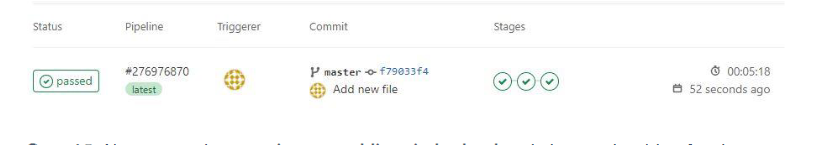 Status Pipeline Triggerer Commit Stages
passed #276976870 master f79033f4 00:05:18
latest Add new file 52 seconds ago